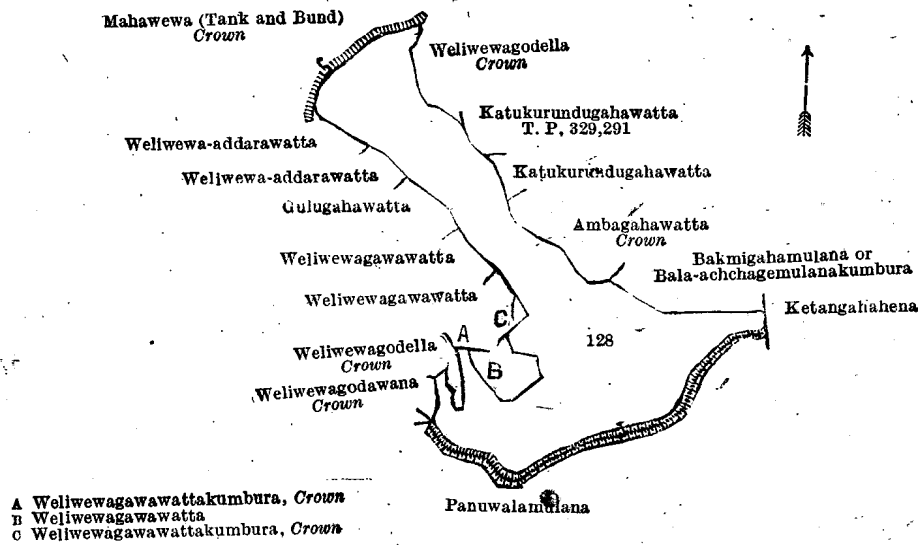 Mahawewa (Tank and Bund)
Crown
Weliwewagodella
Crown
Katukurundugahawatta
T. P. 329,291
Weliwewa-addarawatta
Katukurundugahawatta
Weliwewa-addarawatta
Gulugahawatta
Ambagahawatta
Crown
Weliwewagawawatta
Bakmigahamulana or
Bala-achchagemulanakumbura
Weliwewagawawatta
Ketangahahena
C
A
128
Weliwewagodella
Crown
B
Weliwewagodawana
Crown
Panuwalamulana
A Weliwewagawawattakumbura, Crown
B Weliwewagawawatta
C Weliwewagawawattakumbura, Crown